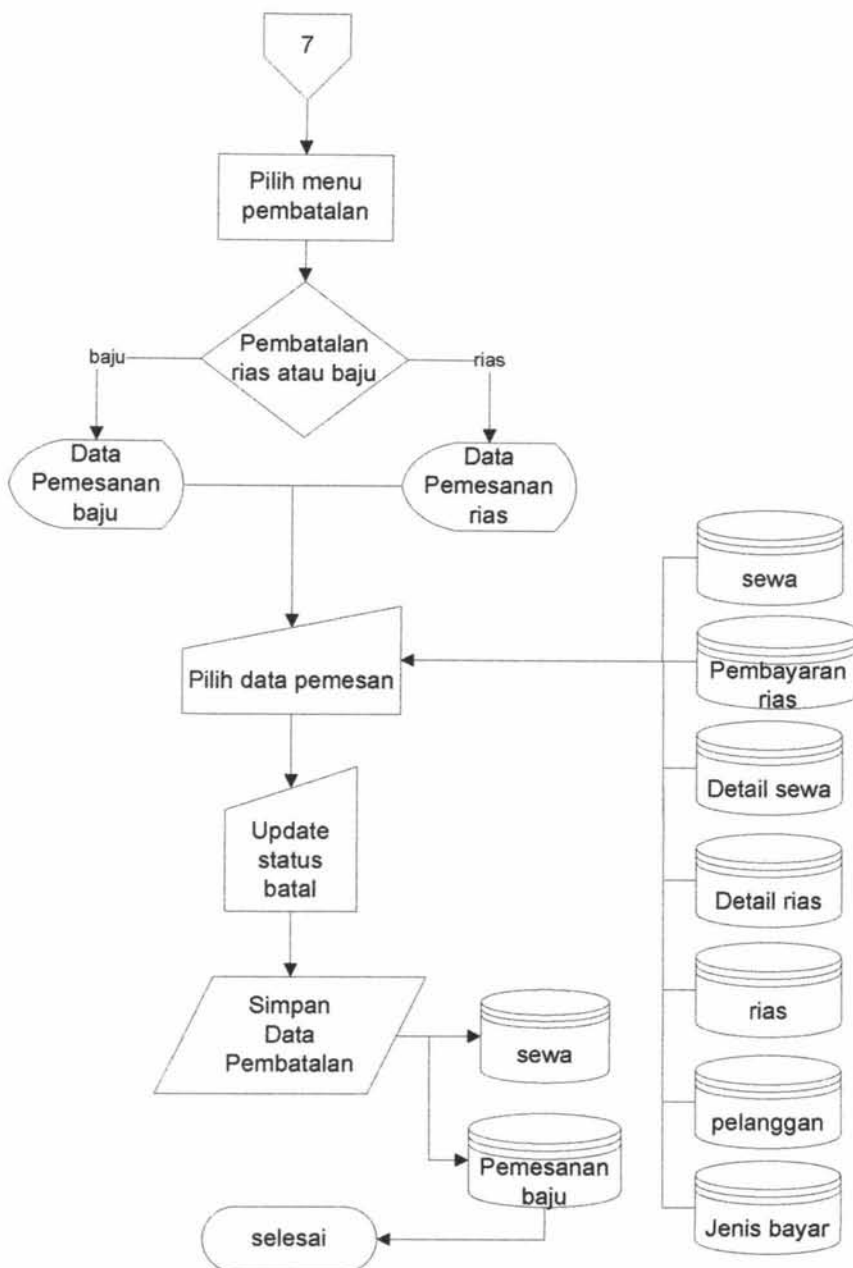 7
Pilih menu
pembatalan
Pembatalan
rias atau baju
baju
rias
Data
Pemesanan
baju
Data
Pemesanan
rias
sewa
Pilih data pemesan
Pembayaran
rias
Detail sewa
Update
status
batal
Detail rias
rias
Simpan
Data
Pembatalan
sewa
pelanggan
Pemesanan
baju
selesai
Jenis bayar